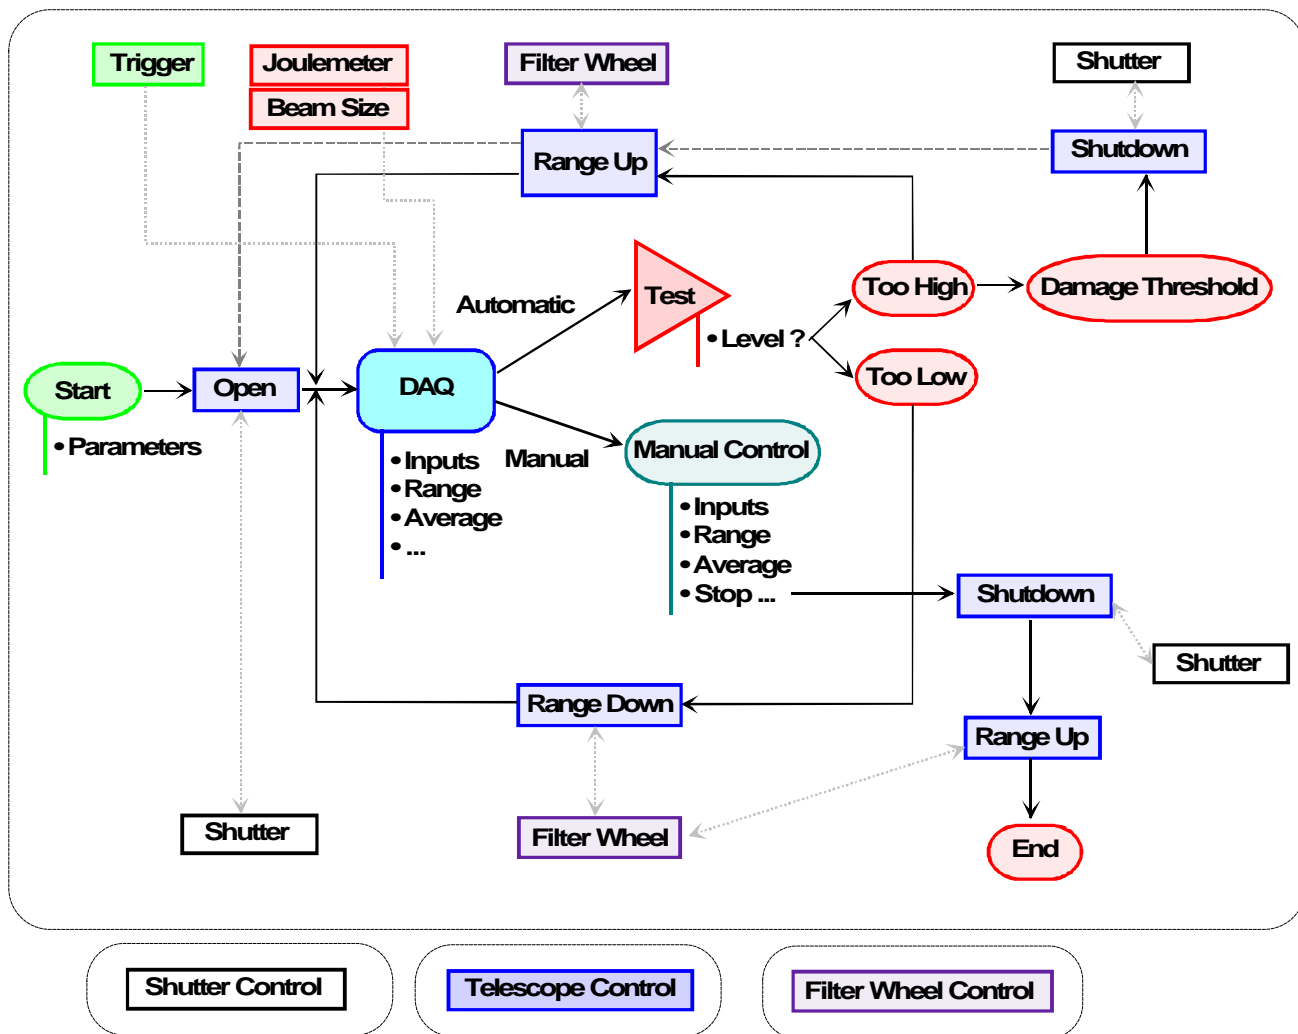 Trigger
Joulemeter
Filter Wheel
Shutter
Beam Size
Range Up
Shutdown
Automatic
Test
Too High
Damage Threshold
• Level ?
Start
Open
DAQ
Too Low
• Parameters
• Inputs
• Range
• Average
• ...
Manual
Manual Control
• Inputs
• Range
• Average
• Stop ...
Shutdown
Shutter
Range Down
Range Up
Shutter
Filter Wheel
End
Shutter Control
Telescope Control
Filter Wheel Control